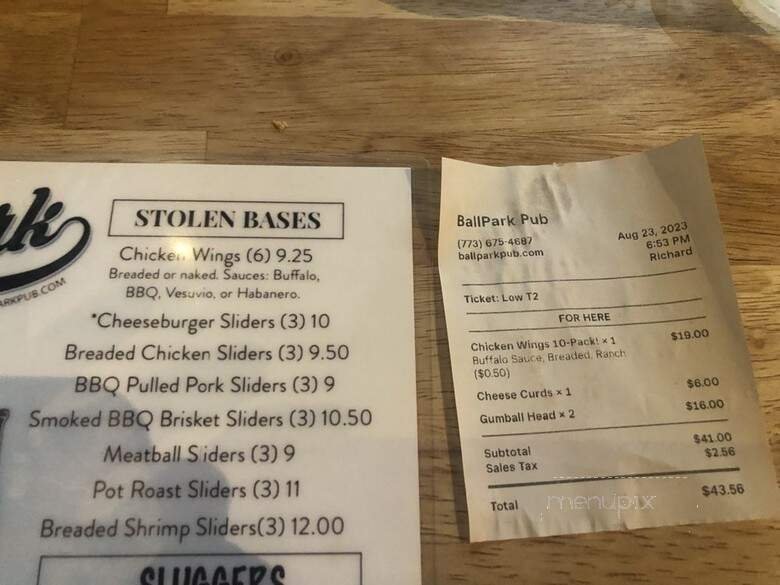 rk
ARKPUB.COM
STOLEN BASES
Chicken Wings (6) 9.25
Breaded or naked. Sauces: Buffalo,
BBQ, Vesuvio, or Habanero.
*Cheeseburger Sliders (3) 10
Breaded Chicken Sliders (3) 9.50
BBQ Pulled Pork Sliders (3) 9
Smoked BBQ Brisket Sliders (3) 10.50
Meatball Sliders (3) 9
Pot Roast Sliders (3) 11
Breaded Shrimp Sliders(3) 12.00
SLUGGERS
BallPark Pub
(773) 675-4687 Aug 23, 2023
ballparkpub.com 6:53 PM
Richard
Ticket: Low T2
FOR HERE
Chicken Wings 10-Pack! × 1 $19.00
Buffalo Sauce, Breaded, Ranch
($0.50)
Cheese Curds × 1 $6.00
Gumball Head × 2 $16.00
Subtotal $41.00
Sales Tax $2.56
Total $43.56
menupix